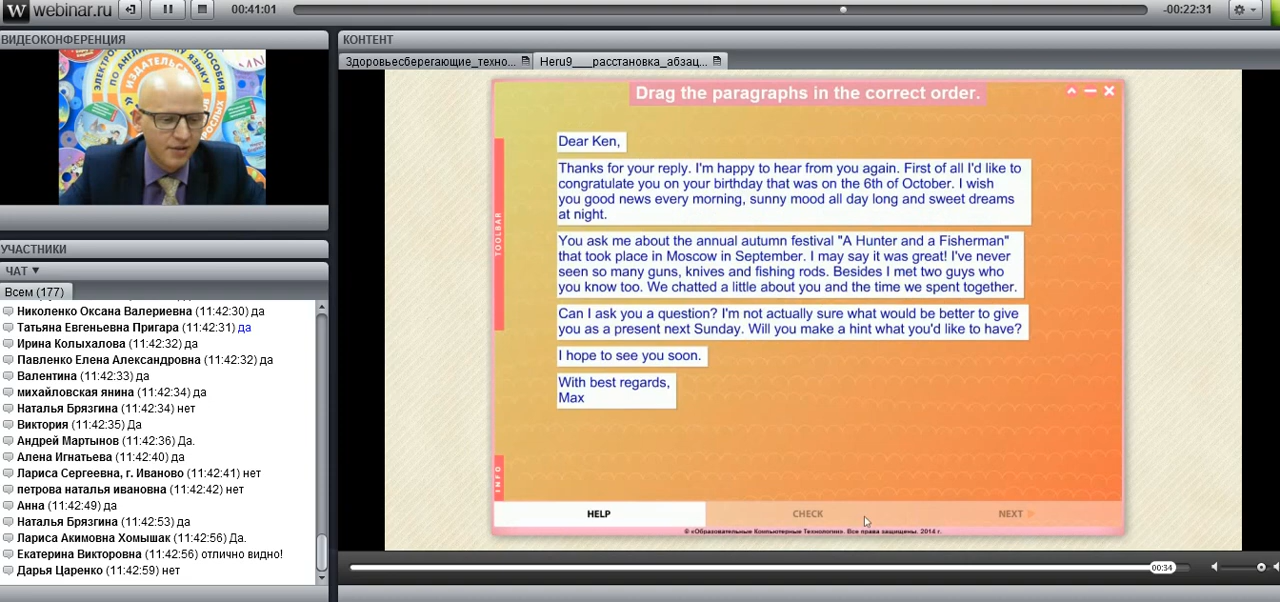 W webinar.ru
00:41:01
-00:22:31
ВИДЕОКОНФЕРЕНЦИЯ
ЭЛЕКТРОН
ПО АНГЛИ
ЯЗЫКУ
ПОСОБИЯ
ИЗДАТЕЛЬС
УЧАСТНИКИ
ЧАТ ▼
Всем (177)
Николенко Оксана Валериевна (11:42:30) да
Татьяна Евгеньевна Пригара (11:42:31) да
Ирина Колыхалова (11:42:32) да
Павленко Елена Александровна (11:42:32) да
Валентина (11:42:33) да
михайловская янина (11:42:34) да
Наталья Брязгина (11:42:34) нет
Виктория (11:42:35) Да
Андрей Мартынов (11:42:36) Да.
Алена Игнатьева (11:42:40) да
Лариса Сергеевна, г. Иваново (11:42:41) нет
петрова наталья ивановна (11:42:42) нет
Анна (11:42:49) да
Наталья Брязгина (11:42:53) да
Лариса Акимовна Хомышак (11:42:56) Да.
Екатерина Викторовна (11:42:56) отлично видно!
Дарья Царенко (11:42:59) нет
КОНТЕНТ
Здоровьесберегающие_техно...
Heru9___расстановка_абзац...
Drag the paragraphs in the correct order.
TOOLBAR
Dear Ken,
Thanks for your reply. I'm happy to hear from you again. First of all I'd like to
congratulate you on your birthday that was on the 6th of October. I wish
you good news every morning, sunny mood all day long and sweet dreams
at night.
You ask me about the annual autumn festival "A Hunter and a Fisherman"
that took place in Moscow in September. I may say it was great! I've never
seen so many guns, knives and fishing rods. Besides I met two guys who
you know too. We chatted a little about you and the time we spent together.
Can I ask you a question? I'm not actually sure what would be better to give
you as a present next Sunday. Will you make a hint what you'd like to have?
I hope to see you soon.
With best regards,
Max
INFO
HELP
CHECK
NEXT
© «Образовательные Компьютерные Технологии». Все права защищены. 2014 г.
00:34